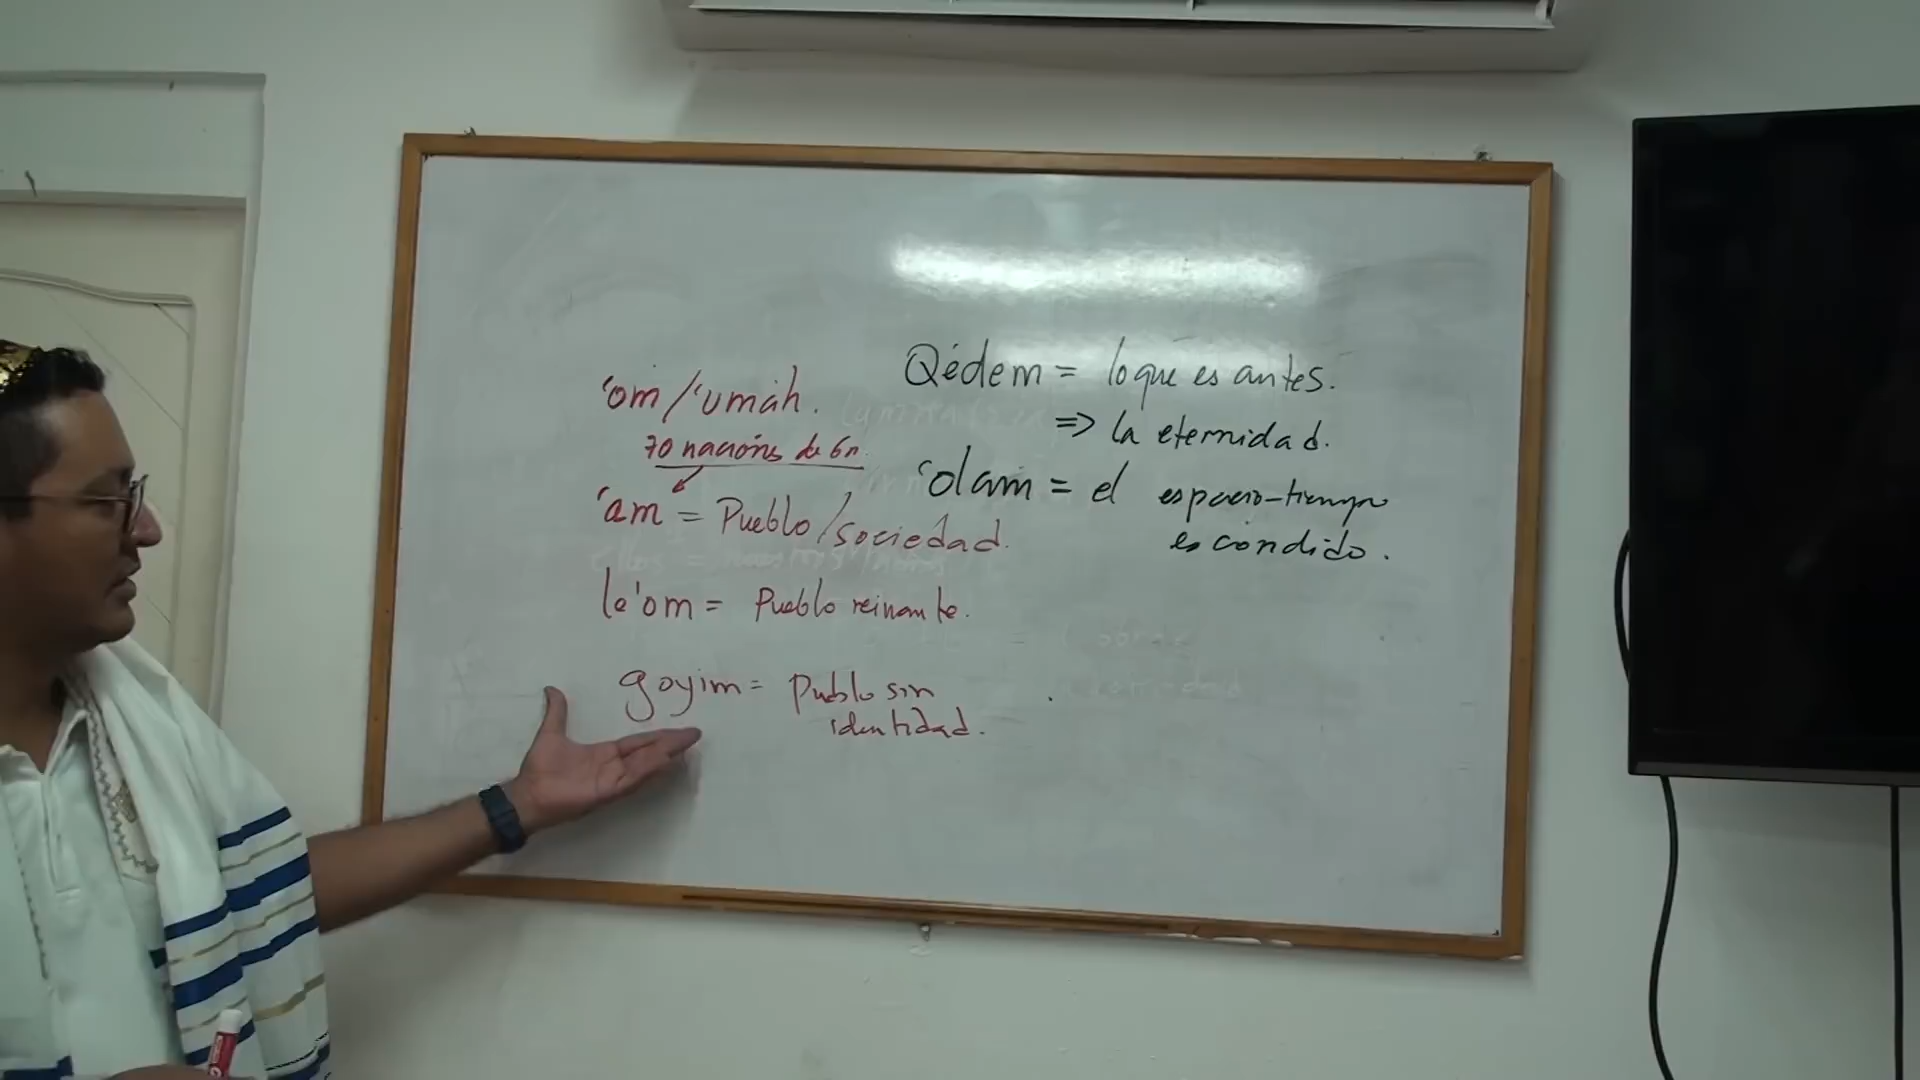 'om/'umah.
70 nacións de Gn.
'am = Pueblo/sociedad.
le'om = Pueblo reinante.
goyim = Pueblo sin
identidad.
Qédem = lo que es antes.
=> la eternidad.
'olam = el espacio-tiempo
escondido.